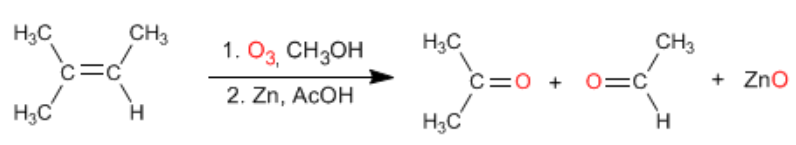 H₃C CH₃ C=C H₃C H
1. O₃, CH₃OH
2. Zn, AcOH
H₃C C=O H₃C + O=C CH₃ H + ZnO